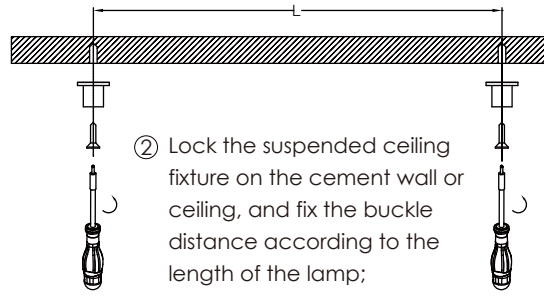 L
② Lock the suspended ceiling
fixture on the cement wall or
ceiling, and fix the buckle
distance according to the
length of the lamp;